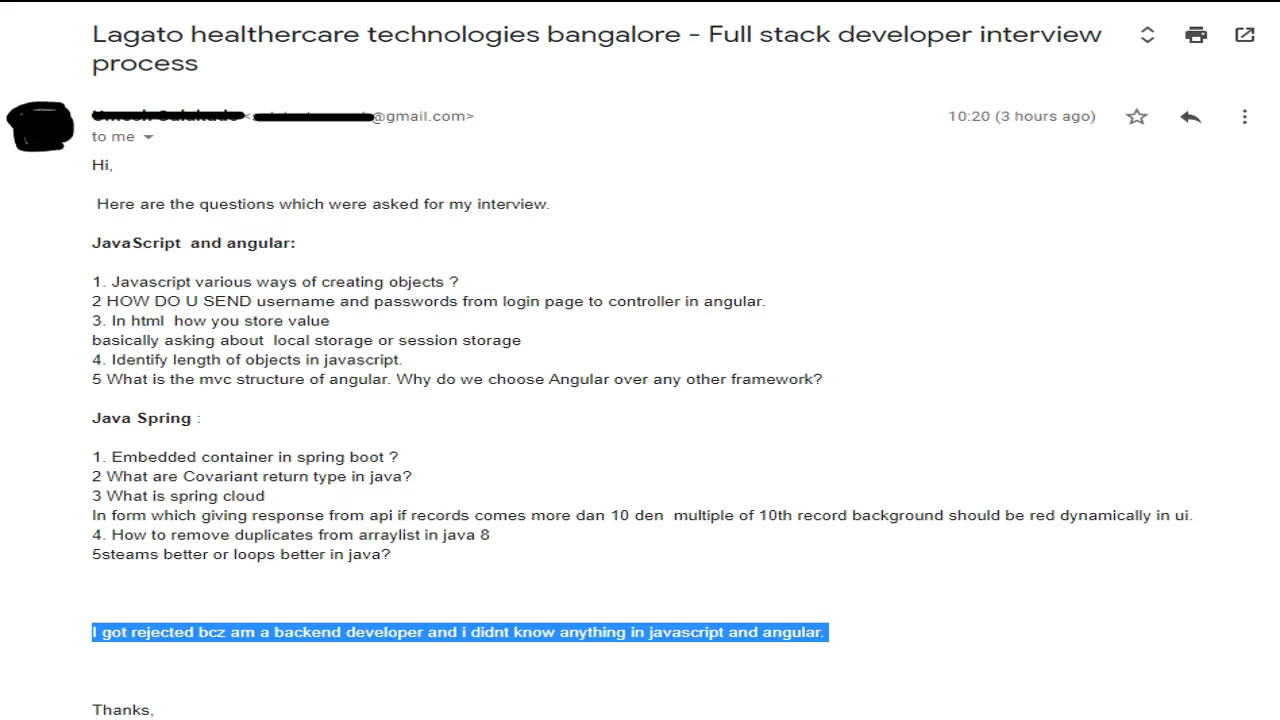 Lagato healthercare technologies bangalore - Full stack developer interview
process
<
@gmail.com>
10:20 (3 hours ago)
to me
Hi,
Here are the questions which were asked for my interview.
JavaScript and angular:
1. Javascript various ways of creating objects ?
2 HOW DO U SEND username and passwords from login page to controller in angular.
3. In html how you store value
basically asking about local storage or session storage
4. Identify length of objects in javascript.
5 What is the mvc structure of angular. Why do we choose Angular over any other framework?
Java Spring :
1. Embedded container in spring boot ?
2 What are Covariant return type in java?
3 What is spring cloud
In form which giving response from api if records comes more dan 10 den multiple of 10th record background should be red dynamically in ui.
4. How to remove duplicates from arraylist in java 8
5steams better or loops better in java?
I got rejected bcz am a backend developer and i didnt know anything in javascript and angular.
Thanks,